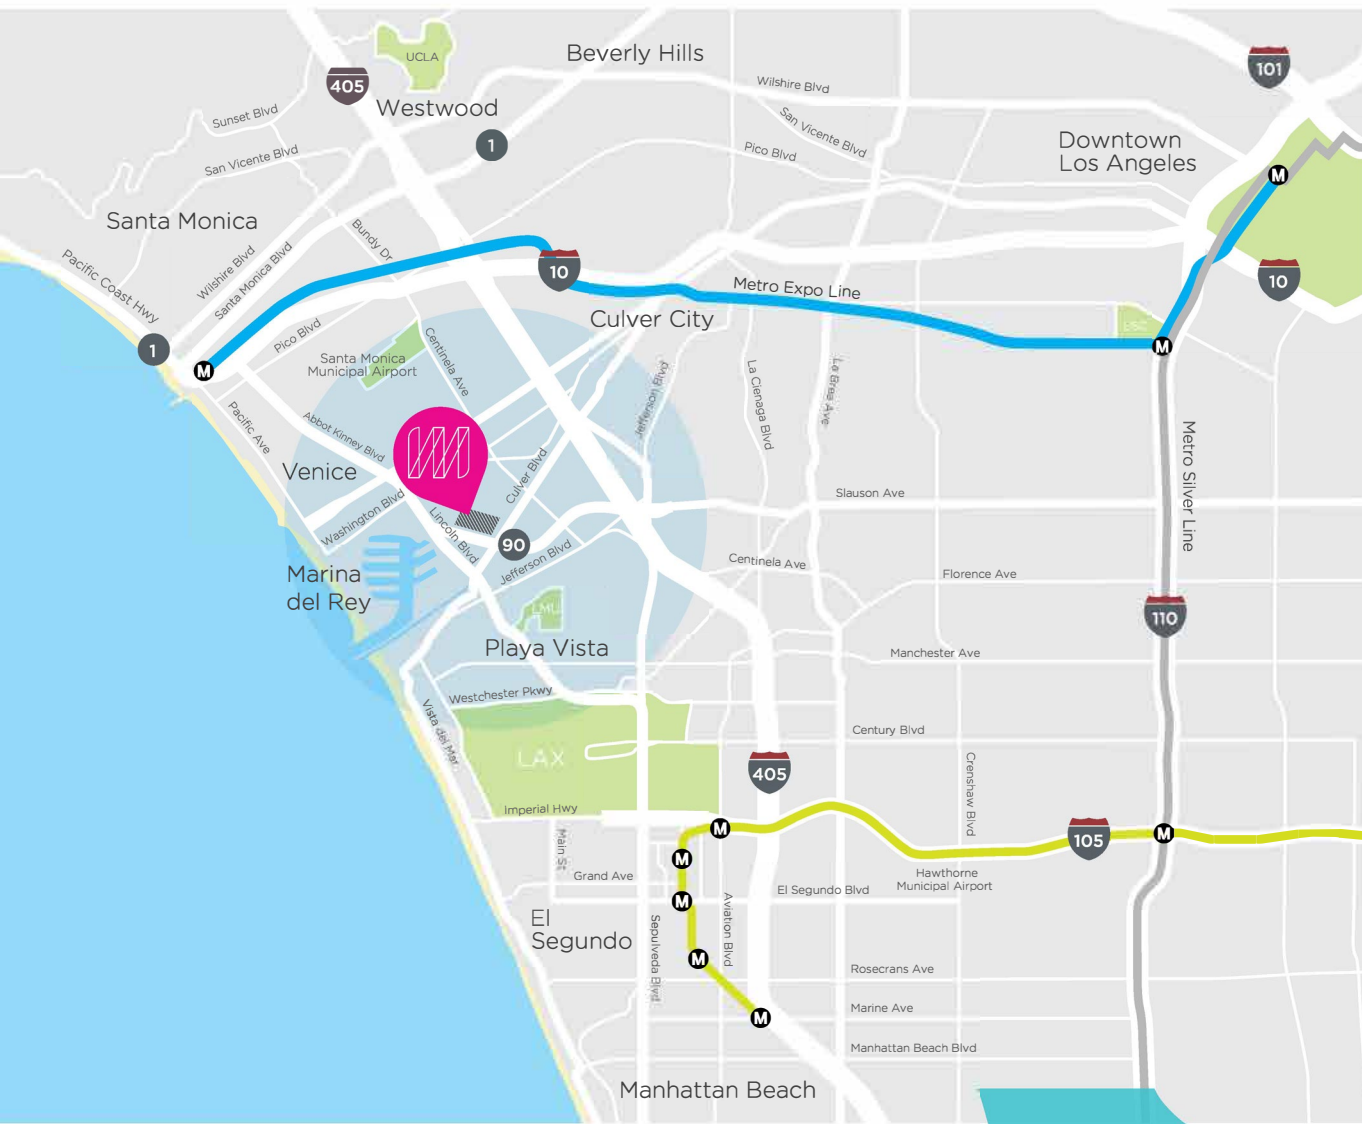 Beverly Hills
UCLA
101
405
Wilshire Blvd
Westwood
Sunset Blvd
San Vicente Blvd
1
Downtown
Los Angeles
Pico Blvd
San Vicente Blvd
M
Santa Monica
Bundy Dr
Pacific Coast Hwy
Wilshire Blvd
Santa Monica Blvd
10
10
Metro Expo Line
Culver City
USC
Pico Blvd
1
M
M
Santa Monica
Municipal Airport
Centinela Ave
Jefferson Blvd
La Cienega Blvd
La Brea Ave
Pacific Ave
Abbot Kinney Blvd
Venice
Culver Blvd
Metro Silver Line
Slauson Ave
Washington Blvd
Lincoln Blvd
90
Jefferson Blvd
Centinela Ave
Florence Ave
Marina
del Rey
LMU
110
Playa Vista
Manchester Ave
Westchester Pkwy
Vista del Mar
Century Blvd
LAX
405
Crenshaw Blvd
Imperial Hwy
M
105
M
Main St
M
Grand Ave
Hawthorne
Municipal Airport
El Segundo Blvd
M
El
Segundo
Sepulveda Blvd
Aviation Blvd
M
Rosecrans Ave
Marine Ave
M
Manhattan Beach Blvd
Manhattan Beach